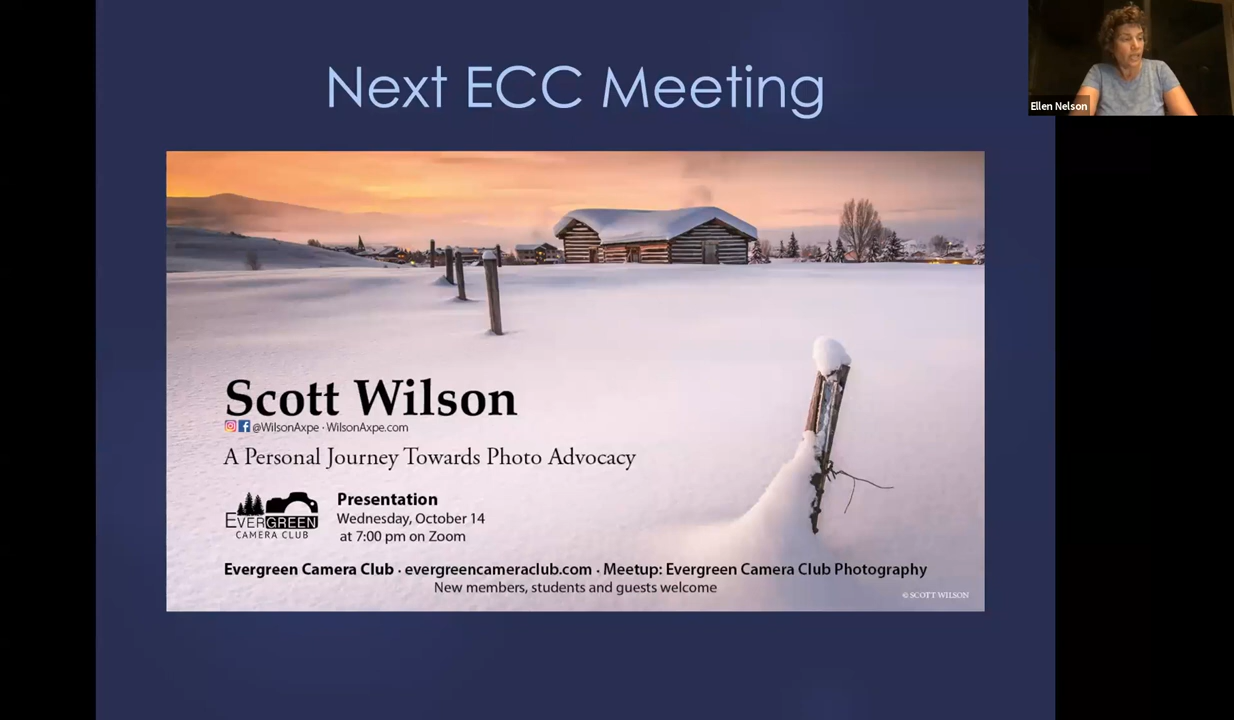 Next ECC Meeting
Ellen Nelson
Scott Wilson
@WilsonAxpe · WilsonAxpe.com
A Personal Journey Towards Photo Advocacy
EVERGREEN
CAMERA CLUB
Presentation
Wednesday, October 14
at 7:00 pm on Zoom
Evergreen Camera Club · evergreencameraclub.com · Meetup: Evergreen Camera Club Photography
New members, students and guests welcome
© SCOTT WILSON